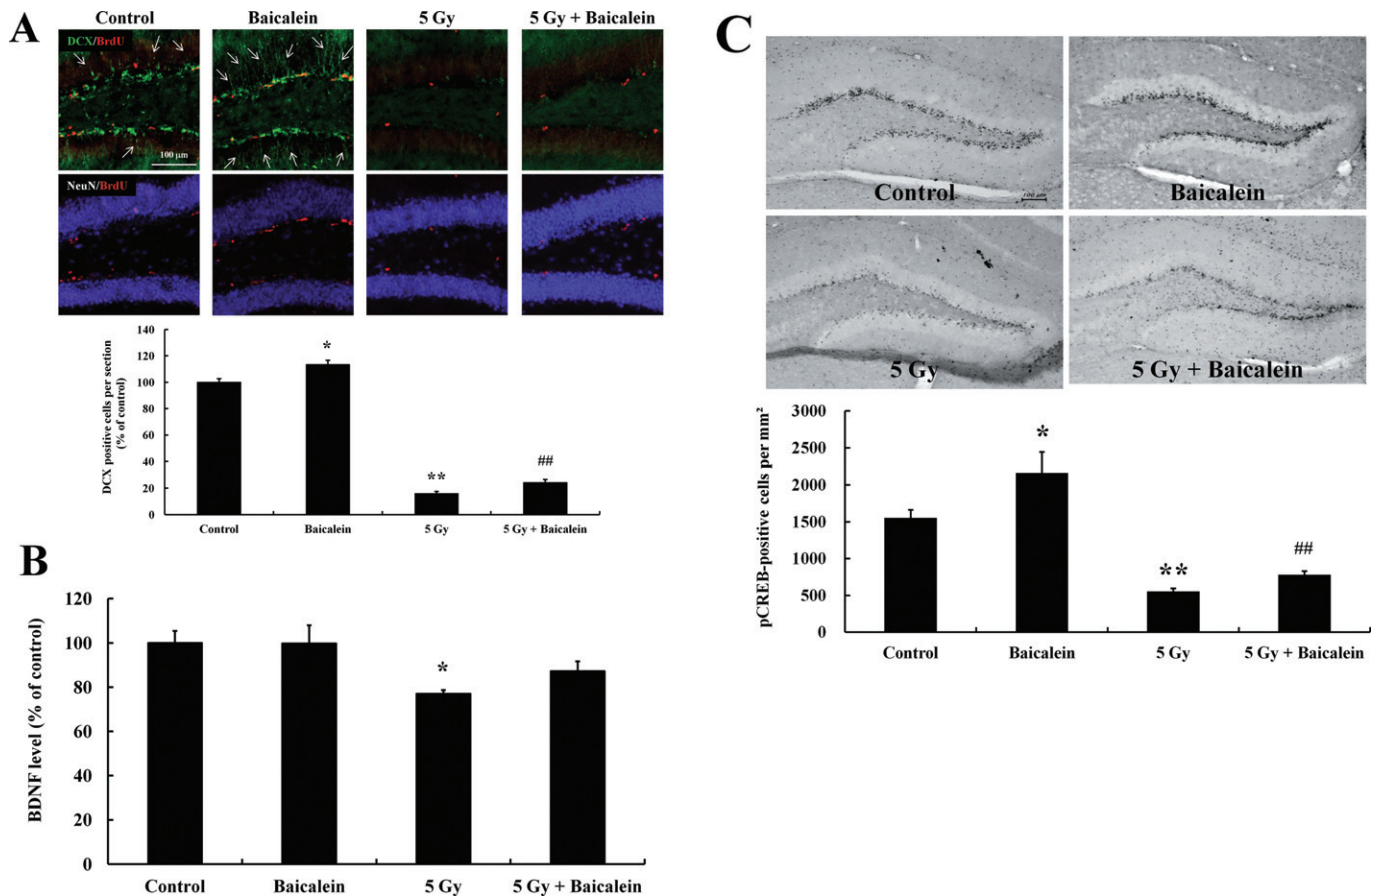 A
Control
Baicalein
5 Gy
5 Gy + Baicalein
DCX/BrdU
100 μm
NeuN/BrdU
DCX positive cells per section
(% of control)
140
120
100
80
60
40
20
0
*
**
##
Control
Baicalein
5 Gy
5 Gy + Baicalein
B
BDNF level (% of control)
120
100
80
60
40
20
0
*
Control
Baicalein
5 Gy
5 Gy + Baicalein
C
Control
100 μm
Baicalein
5 Gy
5 Gy + Baicalein
pCREB-positive cells per mm²
3000
2500
2000
1500
1000
500
0
*
**
##
Control
Baicalein
5 Gy
5 Gy + Baicalein